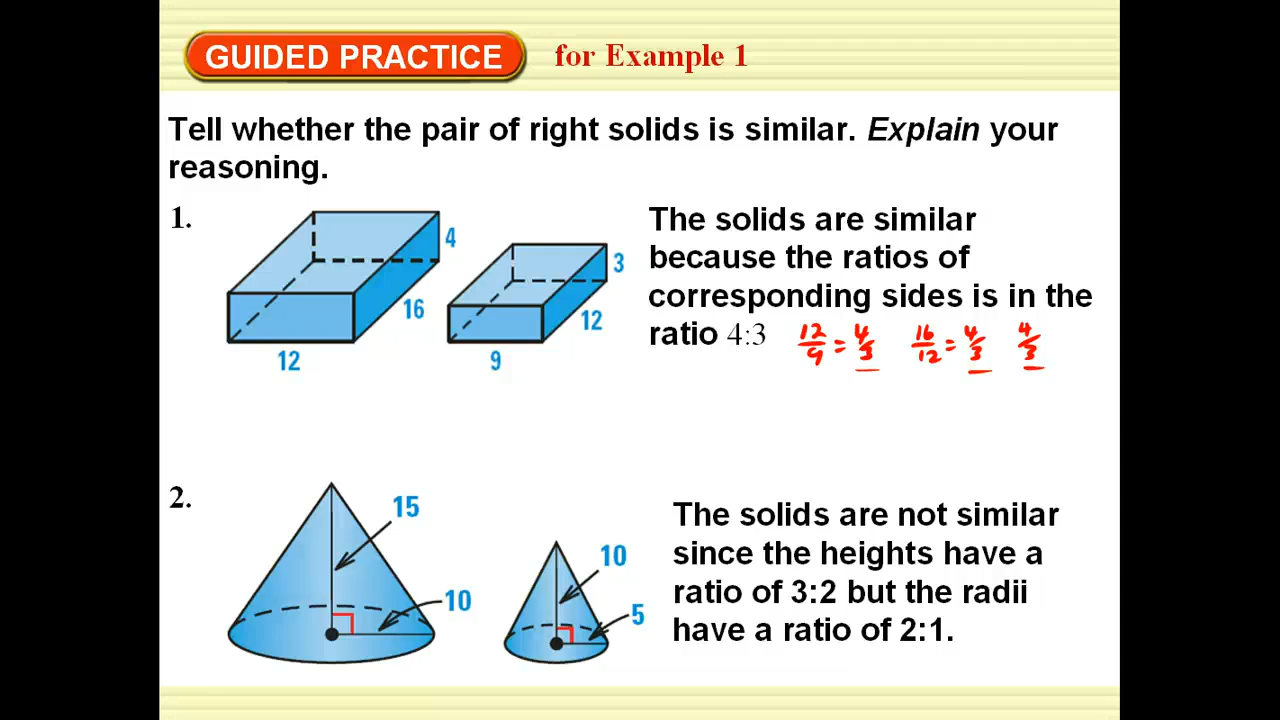 GUIDED PRACTICE for Example 1
Tell whether the pair of right solids is similar. Explain your
reasoning.
1.
4
16
12
3
12
9
The solids are similar
because the ratios of
corresponding sides is in the
ratio 4:3 12/9 = 4/3 16/12 = 4/3 4/3
2.
15
10
10
5
The solids are not similar
since the heights have a
ratio of 3:2 but the radii
have a ratio of 2:1.